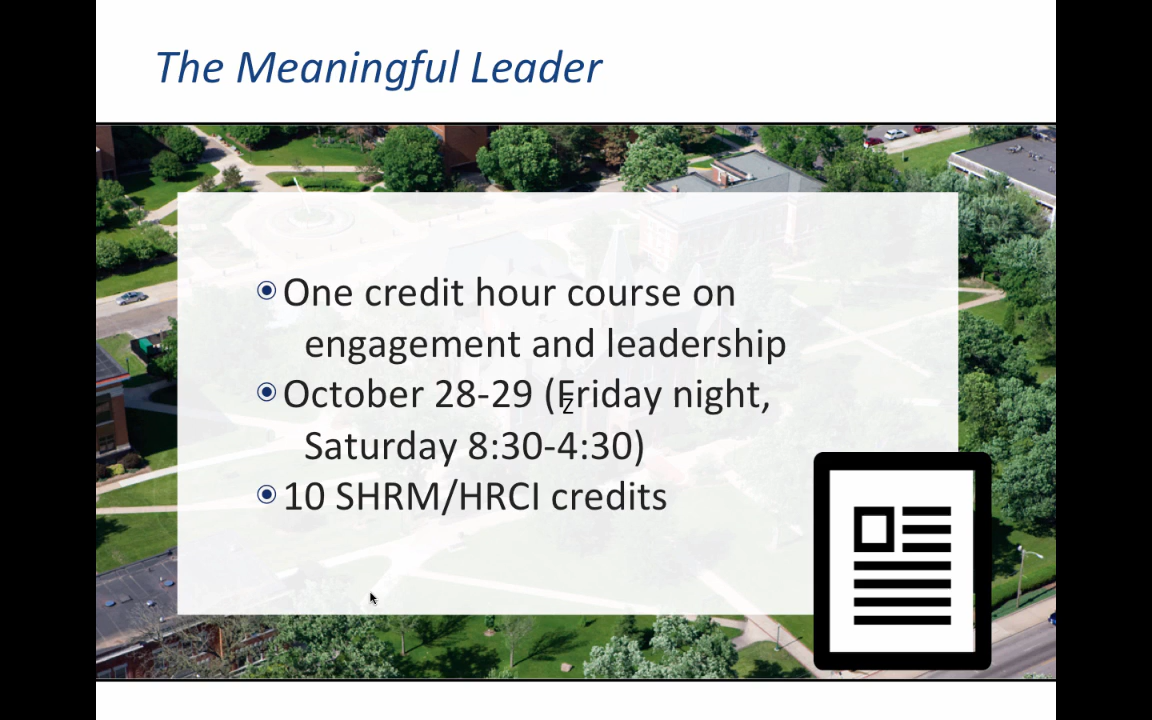 The Meaningful Leader
One credit hour course on
engagement and leadership
October 28-29 (Friday night,
Saturday 8:30-4:30)
10 SHRM/HRCI credits